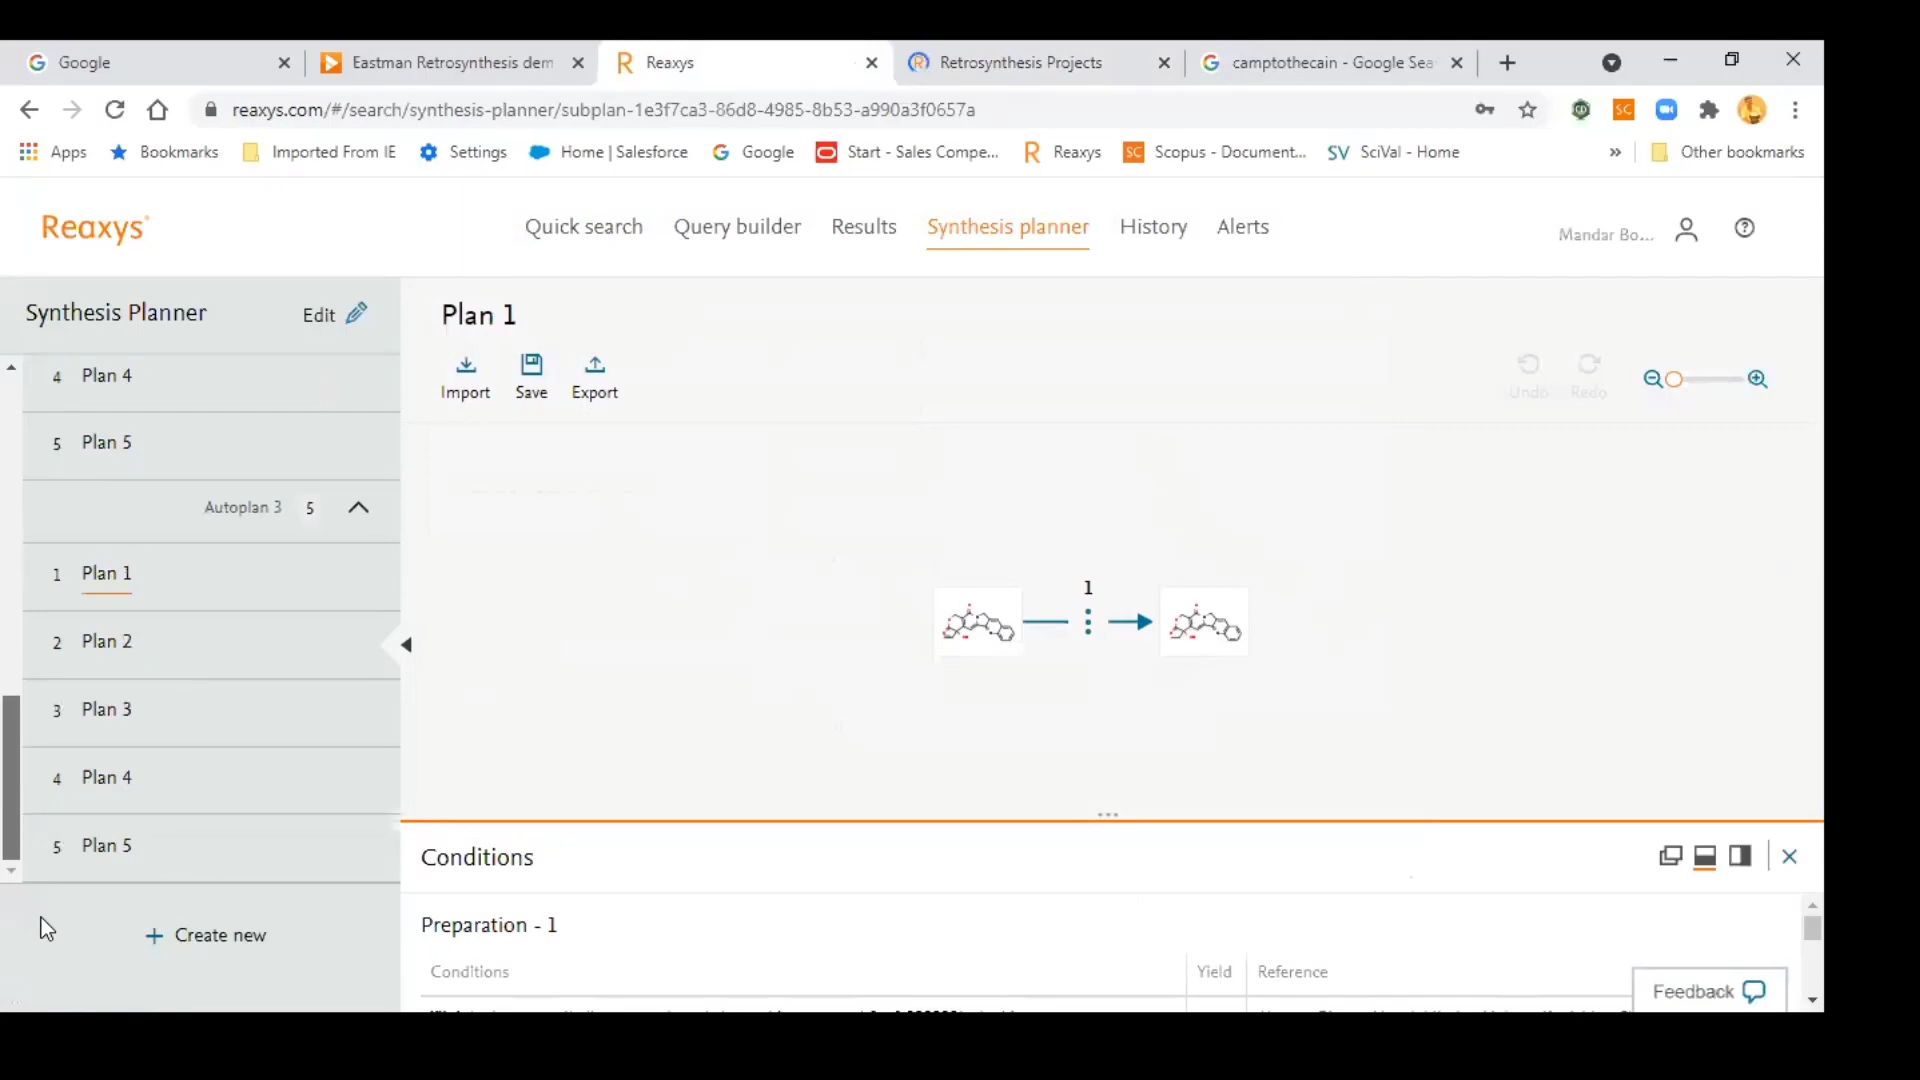 Google
Eastman Retrosynthesis dem
Reaxys
Retrosynthesis Projects
camptothecain - Google Sea
reaxys.com/#/search/synthesis-planner/subplan-1e3f7ca3-86d8-4985-8b53-a990a3f0657a
Apps
Bookmarks
Imported From IE
Settings
Home | Salesforce
Google
Start - Sales Compe...
Reaxys
SC
Scopus - Document...
SV
SciVal - Home
»
Other bookmarks
Reaxys
Quick search
Query builder
Results
Synthesis planner
History
Alerts
Mandar Bo...
Synthesis Planner
Edit
4 Plan 4
5 Plan 5
Autoplan 3 5
1 Plan 1
2 Plan 2
3 Plan 3
4 Plan 4
5 Plan 5
+ Create new
Plan 1
Import
Save
Export
Undo
Redo
1
Conditions
Preparation - 1
Conditions
Yield
Reference
Feedback